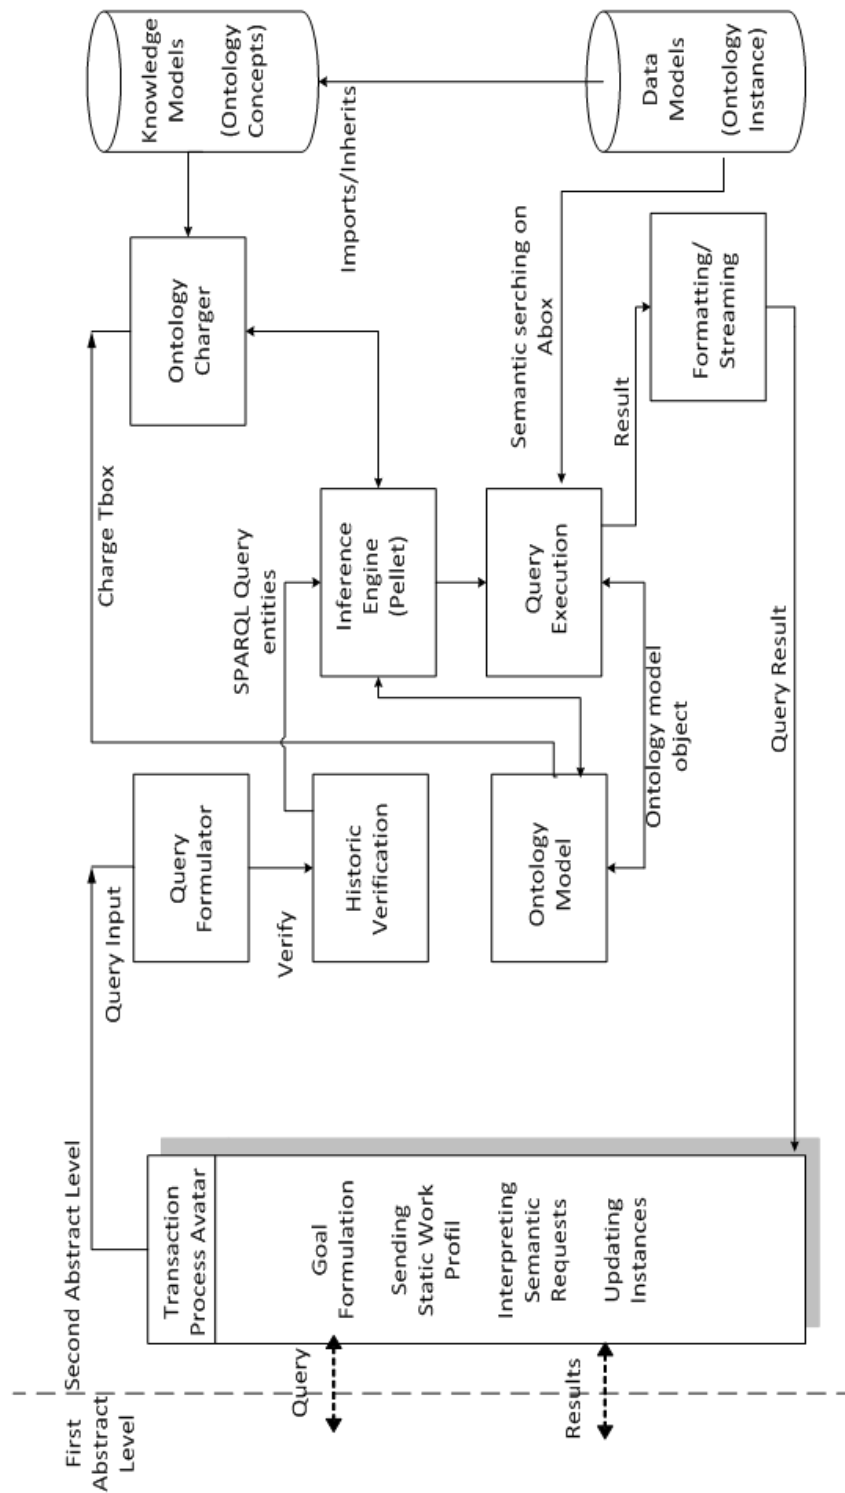 First
Abstract
Level
Second Abstract Level
Query
Results
Transaction
Process Avatar
Goal
Formulation
Sending
Static Work
Profil
Interpreting
Semantic
Requests
Updating
Instances
Query Input
Query
Formulator
Verify
Historic
Verification
Ontology
Model
Charge Tbox
SPARQL Query
entities
Inference
Engine
(Pellet)
Query
Execution
Ontology model
object
Query Result
Ontology
Charger
Imports/Inherits
Semantic serching on
Abox
Result
Formatting/
Streaming
Knowledge
Models
(Ontology
Concepts)
Data
Models
(Ontology
Instance)